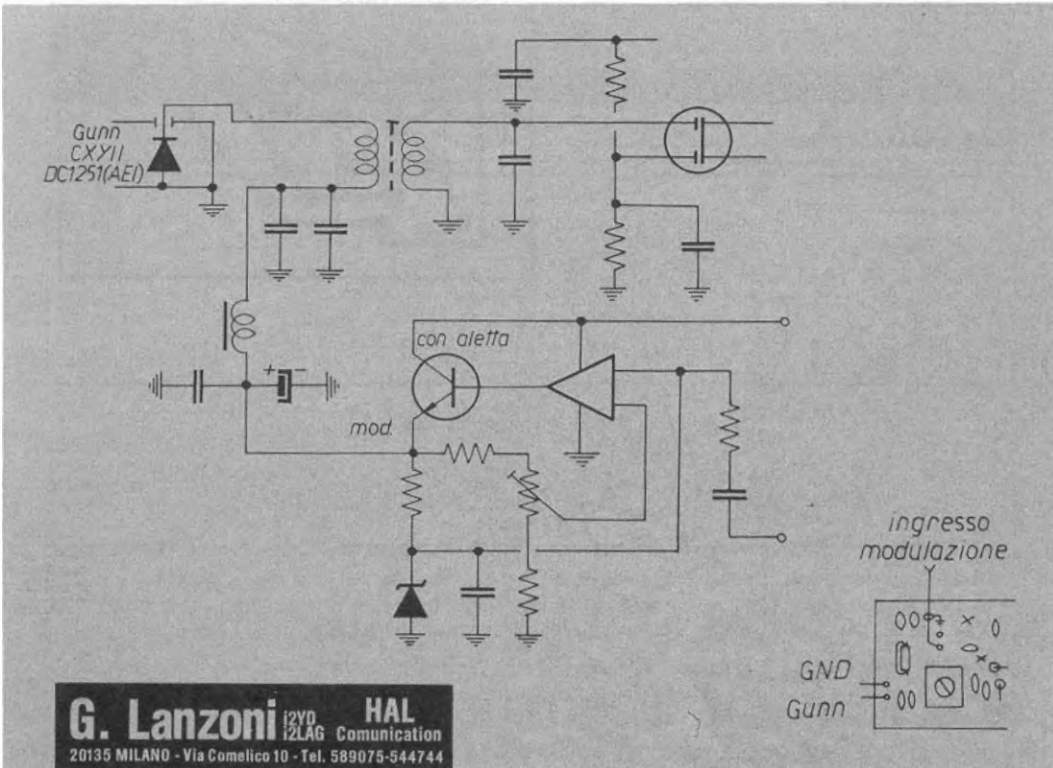 Gunn
CXY11
DC1251(AEI)
con aletta
mod.
+ -
ingresso
modulazione
GND
Gunn
G. Lanzoni i2YD i2LAG HAL Comunication
20135 MILANO - Via Comelico 10 - Tel. 589075-544744